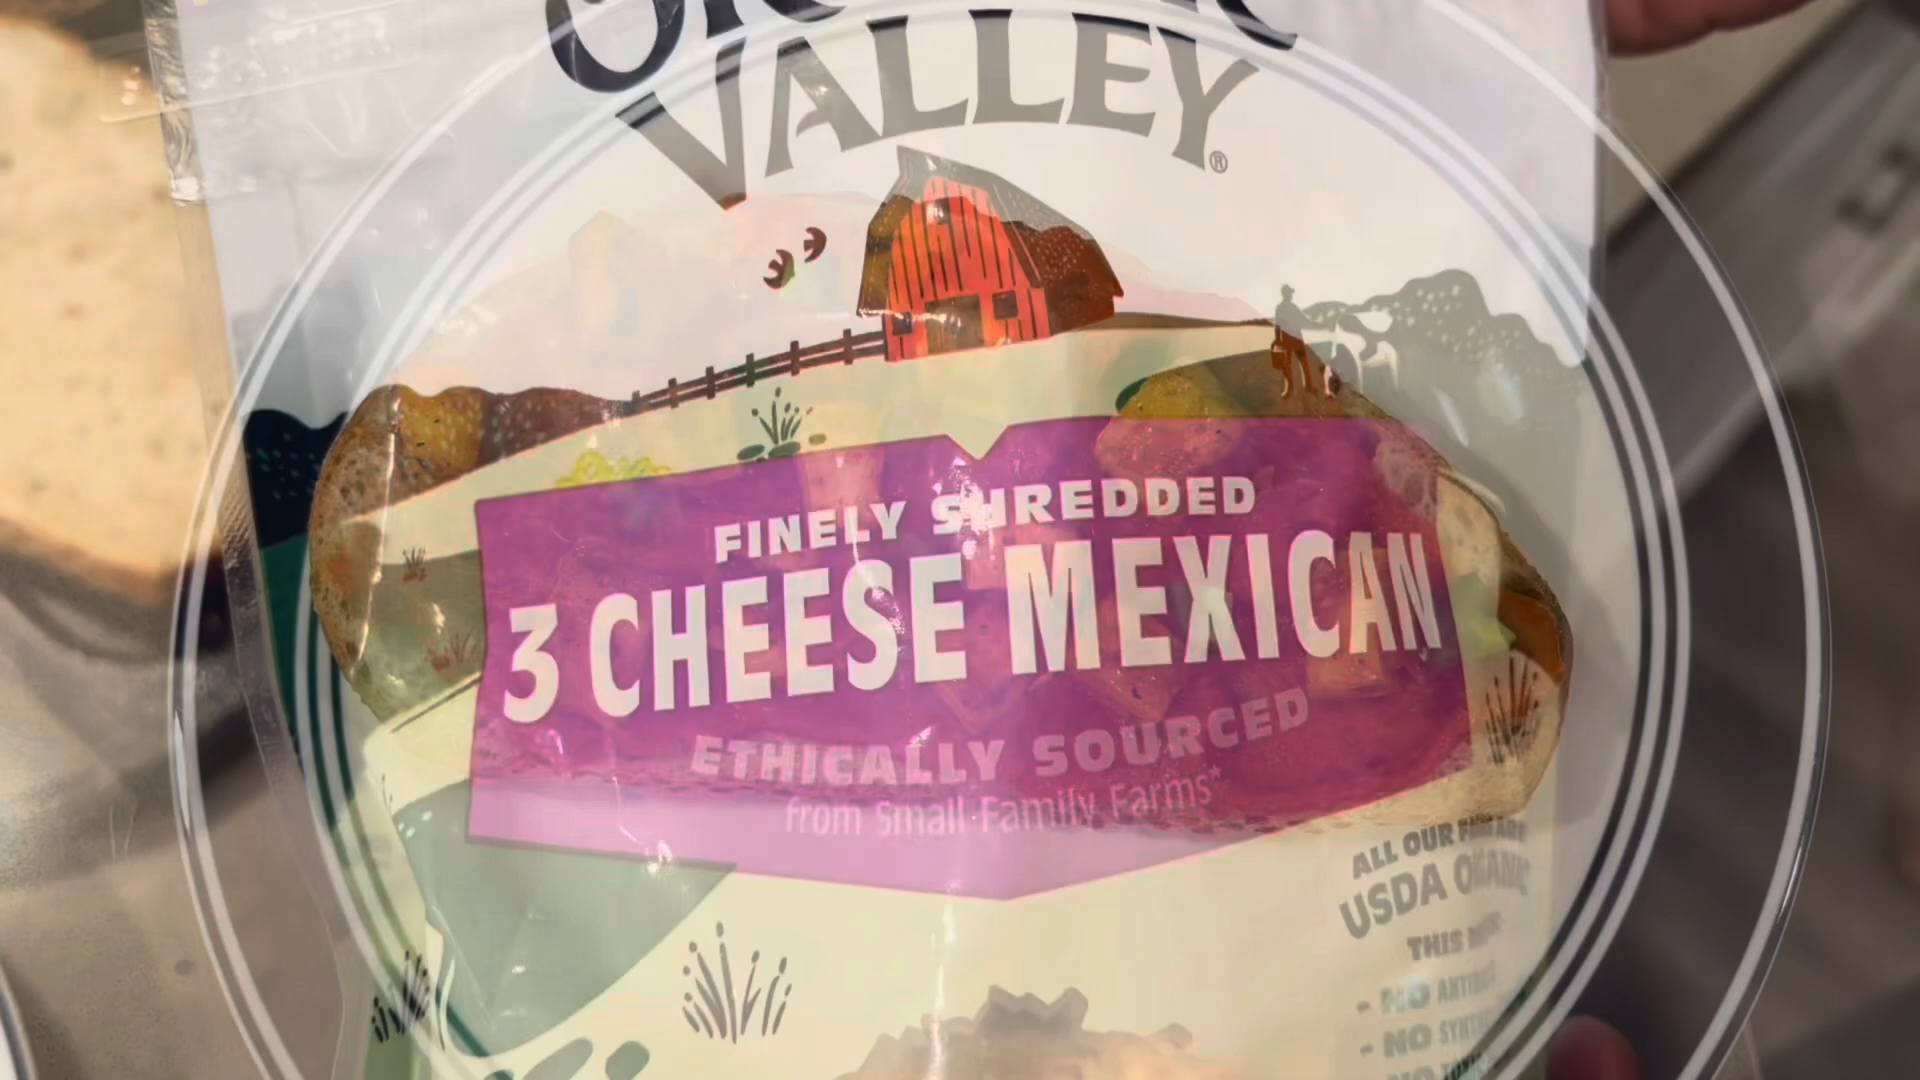 VALLEY®
FINELY SHREDDED
3 CHEESE MEXICAN
ETHICALLY SOURCED
from Small Family Farms*
ALL OUR
USDA ORGANIC
THIS
- NO
- NO
NO